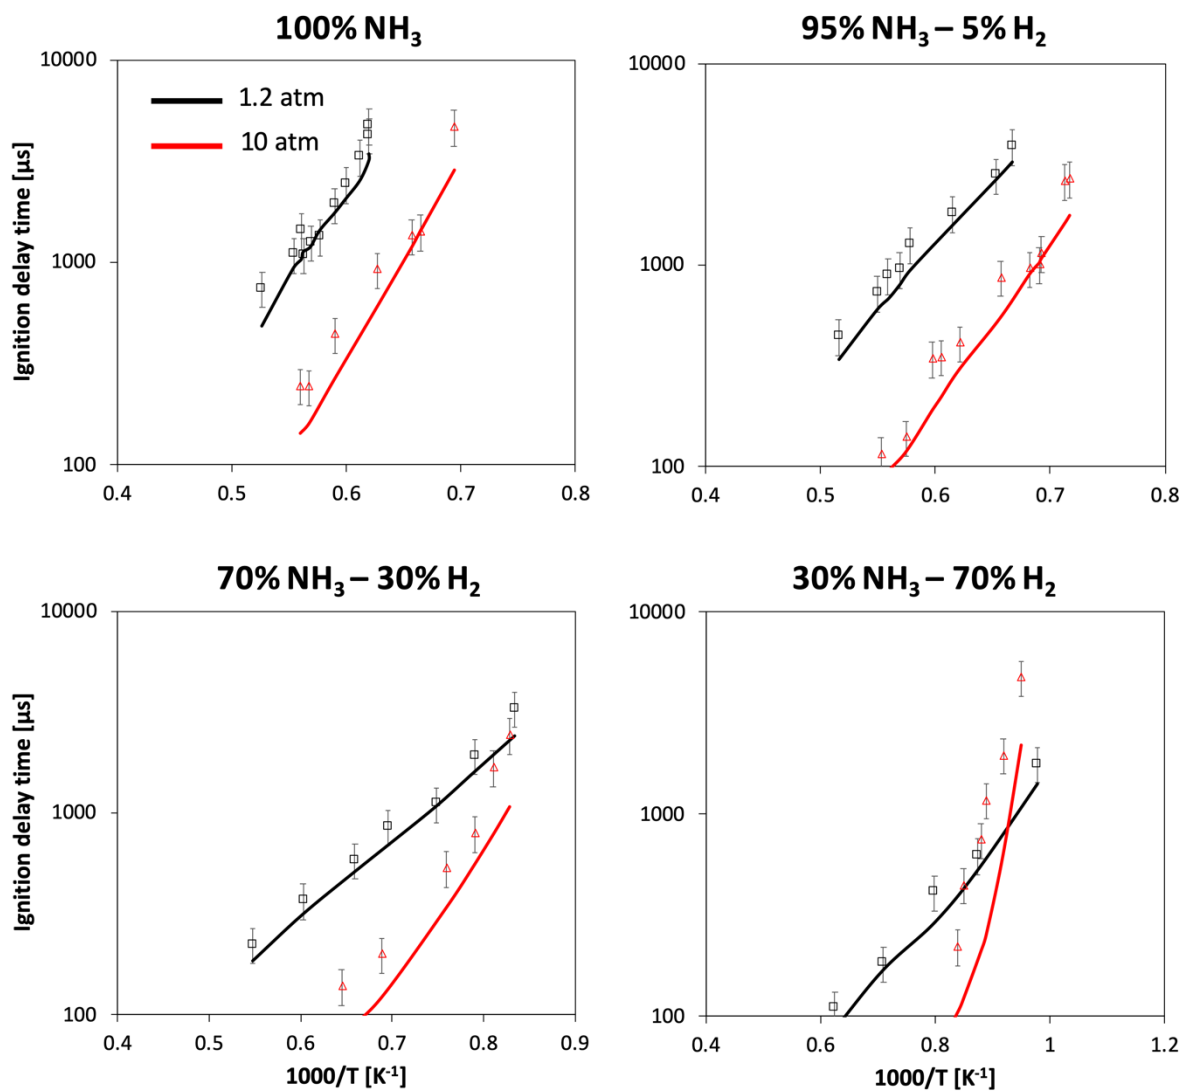 100% NH₃
95% NH₃ – 5% H₂
10000
1000
100
0.4 0.5 0.6 0.7 0.8
Ignition delay time [µs]
1.2 atm
10 atm
10000
1000
100
0.4 0.5 0.6 0.7 0.8
70% NH₃ – 30% H₂
30% NH₃ – 70% H₂
10000
1000
100
0.4 0.5 0.6 0.7 0.8 0.9
Ignition delay time [µs]
1000/T [K⁻¹]
10000
1000
100
0.4 0.6 0.8 1 1.2
1000/T [K⁻¹]